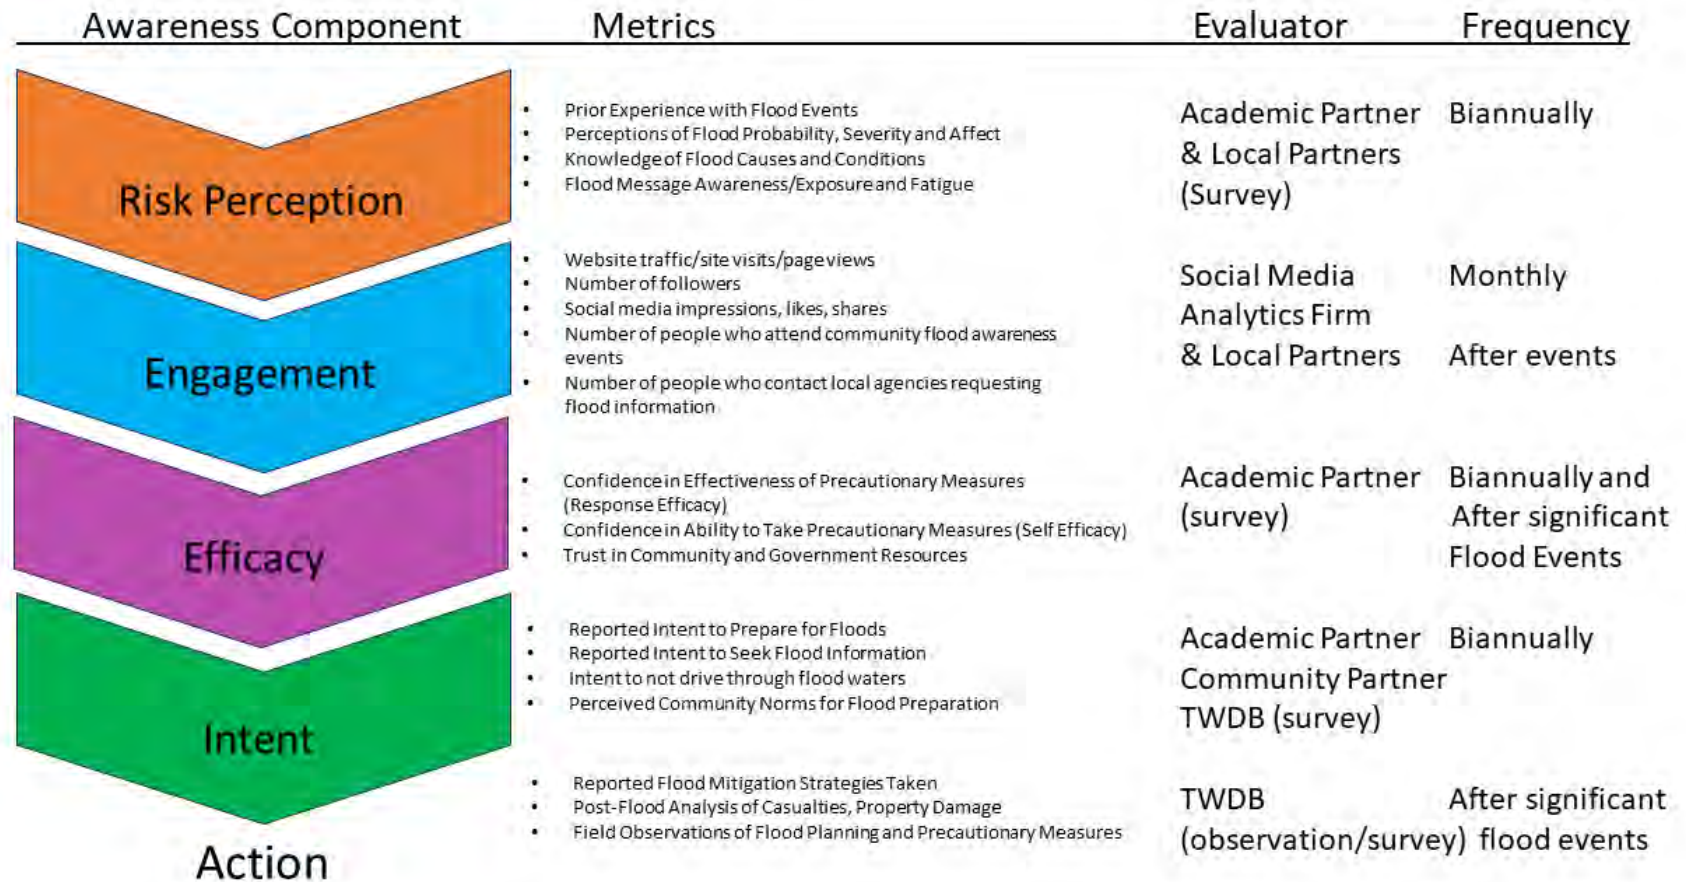 Awareness Component Metrics Evaluator Frequency
Risk Perception
• Prior Experience with Flood Events
• Perceptions of Flood Probability, Severity and Affect
• Knowledge of Flood Causes and Conditions
• Flood Message Awareness/Exposure and Fatigue
Academic Partner
& Local Partners
(Survey)
Biannually
Engagement
• Website traffic/site visits/pageviews
• Number of followers
• Social media impressions, likes, shares
• Number of people who attend community flood awareness
events
• Number of people who contact local agencies requesting
flood information
Social Media
Analytics Firm
& Local Partners
Monthly
After events
Efficacy
• Confidence in Effectiveness of Precautionary Measures
(Response Efficacy)
• Confidence in Ability to Take Precautionary Measures (Self Efficacy)
• Trust in Community and Government Resources
Academic Partner
(survey)
Biannually and
After significant
Flood Events
Intent
• Reported Intent to Prepare for Floods
• Reported Intent to Seek Flood Information
• Intent to not drive through flood waters
• Perceived Community Norms for Flood Preparation
Academic Partner
Community Partner
TWDB (survey)
Biannually
Action
• Reported Flood Mitigation Strategies Taken
• Post-Flood Analysis of Casualties, Property Damage
• Field Observations of Flood Planning and Precautionary Measures
TWDB
(observation/survey)
After significant
flood events